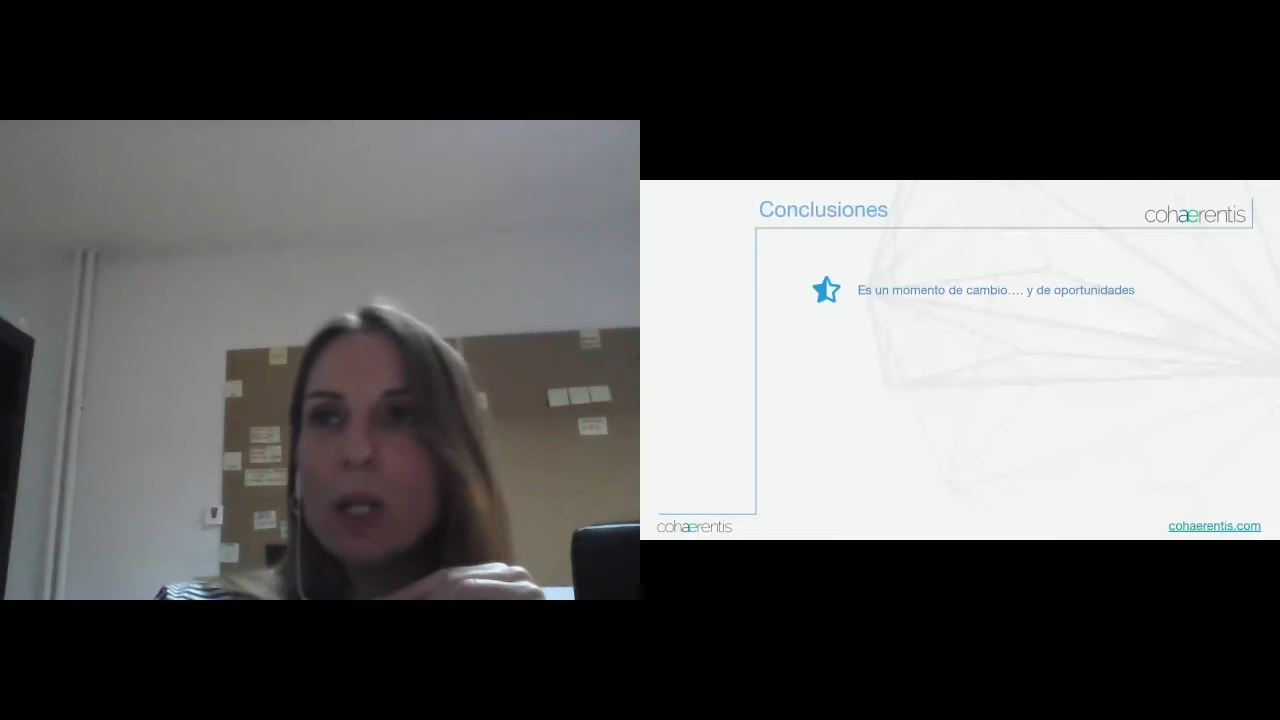 Conclusiones
cohaerentis
Es un momento de cambio…. y de oportunidades
cohaerentis
cohaerentis.com